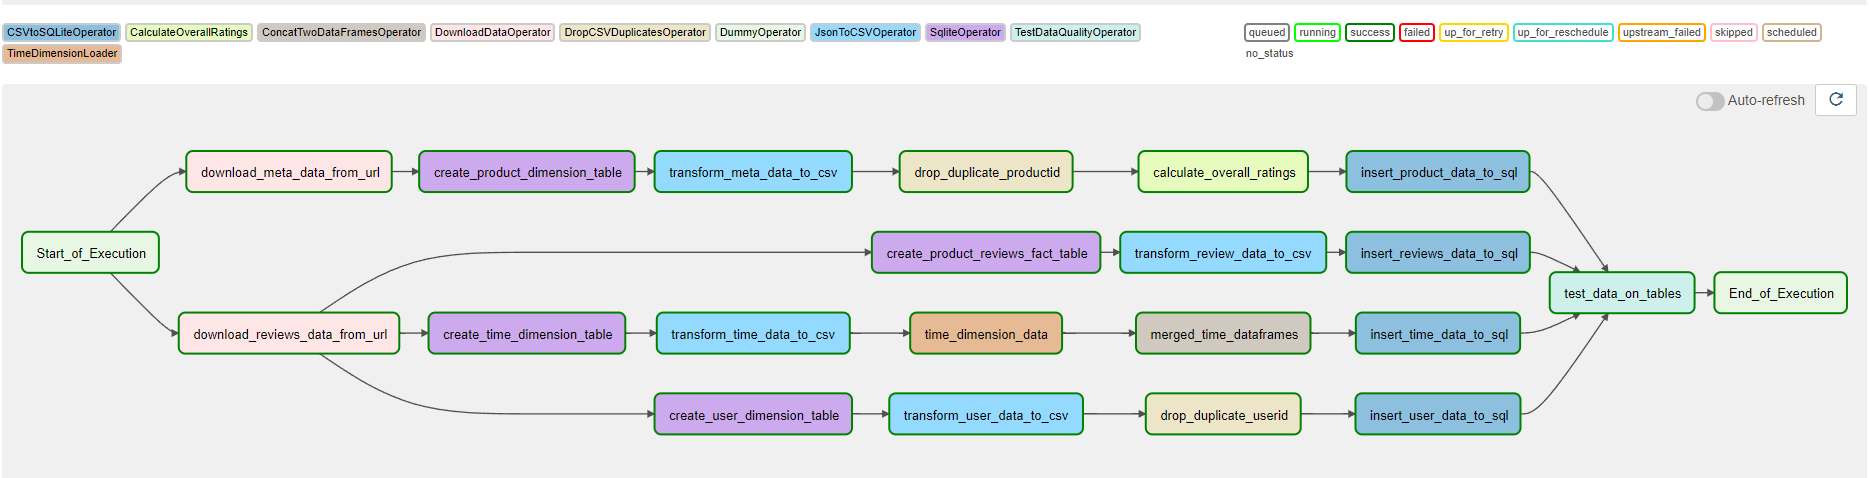 CSVtoSQLiteOperator CalculateOverallRatings ConcatTwoDataFramesOperator DownloadDataOperator DropCSVDuplicatesOperator DummyOperator JsonToCSVOperator SqliteOperator TestDataQualityOperator
TimeDimensionLoader
queued running success failed up_for_retry up_for_reschedule upstream_failed skipped scheduled
no_status
Auto-refresh
download_meta_data_from_url create_product_dimension_table transform_meta_data_to_csv drop_duplicate_productid calculate_overall_ratings insert_product_data_to_sql
Start_of_Execution create_product_reviews_fact_table transform_review_data_to_csv insert_reviews_data_to_sql
test_data_on_tables End_of_Execution
download_reviews_data_from_url create_time_dimension_table transform_time_data_to_csv time_dimension_data merged_time_dataframes insert_time_data_to_sql
create_user_dimension_table transform_user_data_to_csv drop_duplicate_userid insert_user_data_to_sql